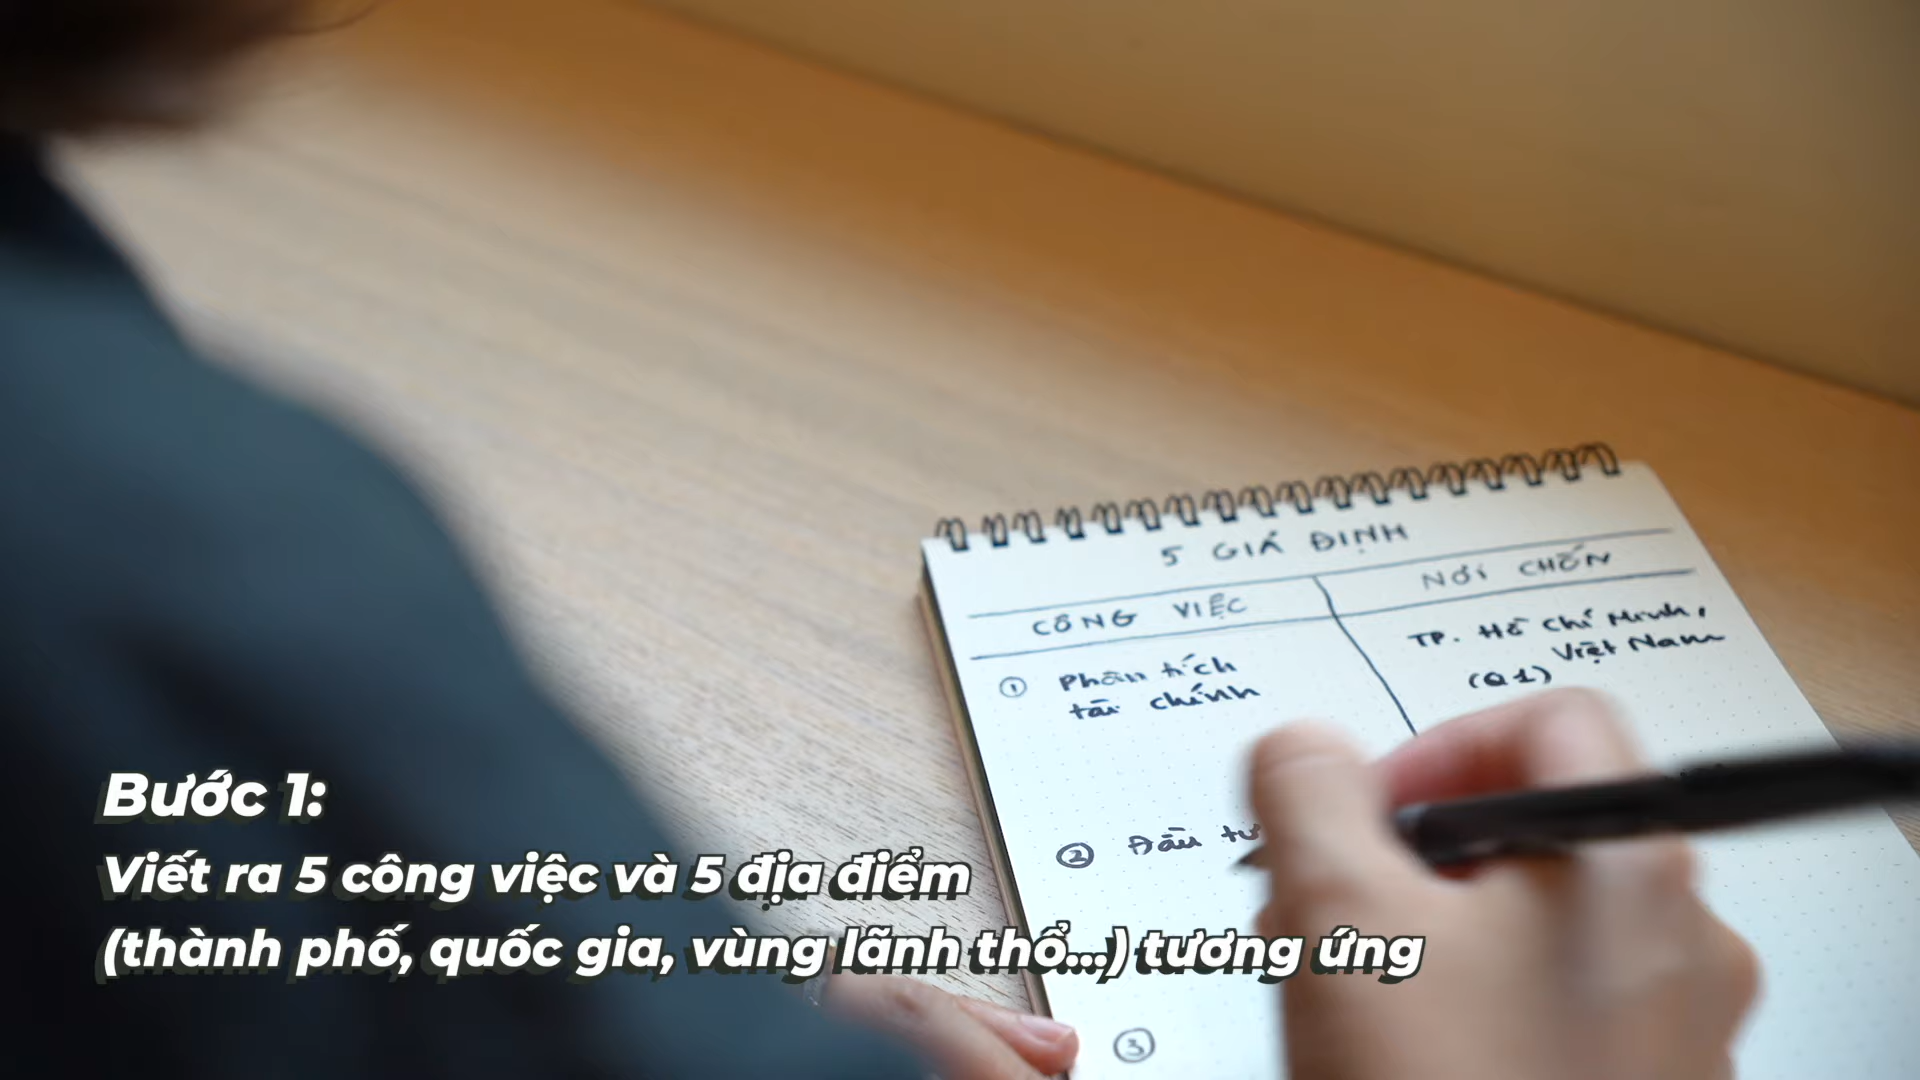 5 GIẢ ĐỊNH
CÔNG VIỆC
NƠI CHỐN
① Phân tích
tài chính
TP. Hồ Chí Minh,
Việt Nam
(Q1)
② Đầu tư
③
Bước 1:
Viết ra 5 công việc và 5 địa điểm
(thành phố, quốc gia, vùng lãnh thổ...) tương ứng